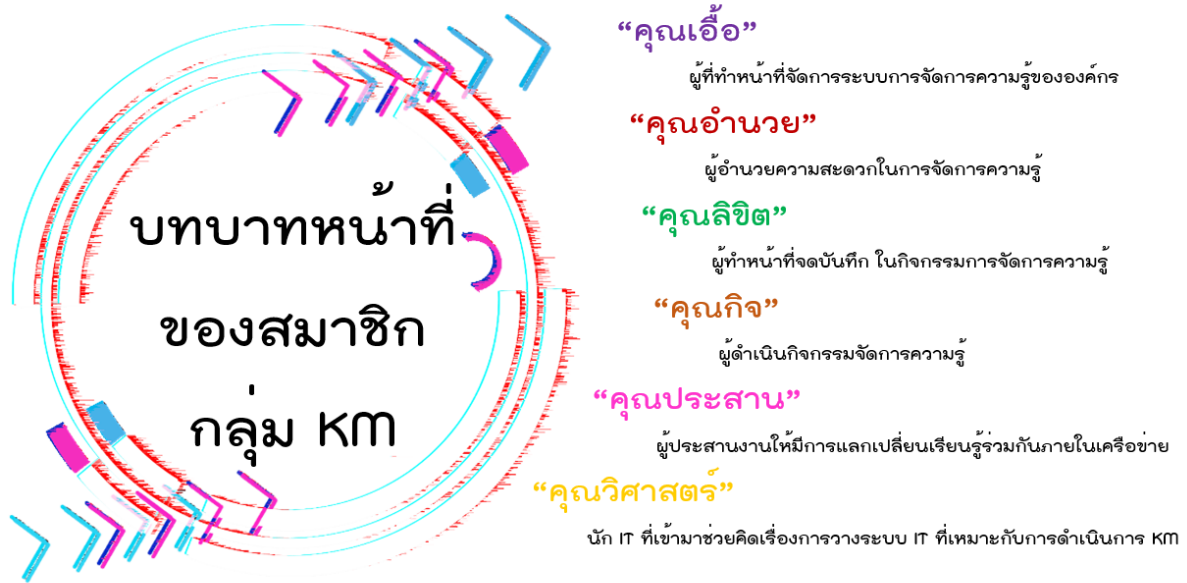 บทบาทหน้าที่
ของสมาชิก
กลุ่ม KM
“คุณเอื้อ”
ผู้ที่ทำหน้าที่จัดการระบบการจัดการความรู้ขององค์กร
“คุณอำนวย”
ผู้อำนวยความสะดวกในการจัดการความรู้
“คุณลิขิต”
ผู้ทำหน้าที่จดบันทึก ในกิจกรรมการจัดการความรู้
“คุณกิจ”
ผู้ดำเนินกิจกรรมจัดการความรู้
“คุณประสาน”
ผู้ประสานงานให้มีการแลกเปลี่ยนเรียนรู้ร่วมกันภายในเครือข่าย
“คุณวิศาสตร์”
นัก IT ที่เข้ามาช่วยคิดเรื่องการวางระบบ IT ที่เหมาะกับการดำเนินการ KM